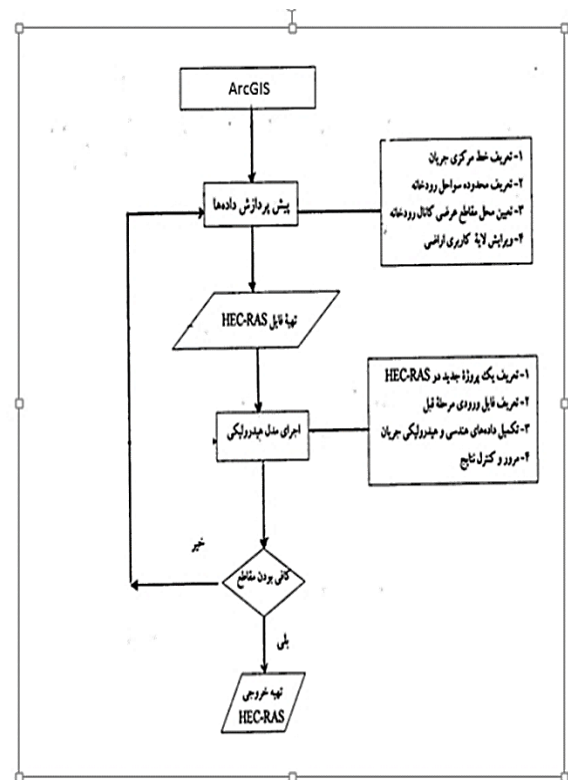 ArcGIS
پیش پردازش داده‌ها
۱- تعریف خط مرکزی جریان
۲- تعریف محدوده سواحل رودخانه
۳- تعیین محل مقاطع عرضی کانال رودخانه
۴- ویرایش لایهٔ کاربری اراضی
تهیهٔ فایل HEC-RAS
اجرای مدل هیدرولیکی
۱- تعریف یک پروژهٔ جدید در HEC-RAS
۲- تعریف فایل ورودی مرحلهٔ قبل
۳- تکمیل داده‌های هندسی و هیدرولیکی جریان
۴- مرور و کنترل نتایج
خیر
کافی بودن مقاطع
بلی
تهیه خروجی
HEC-RAS